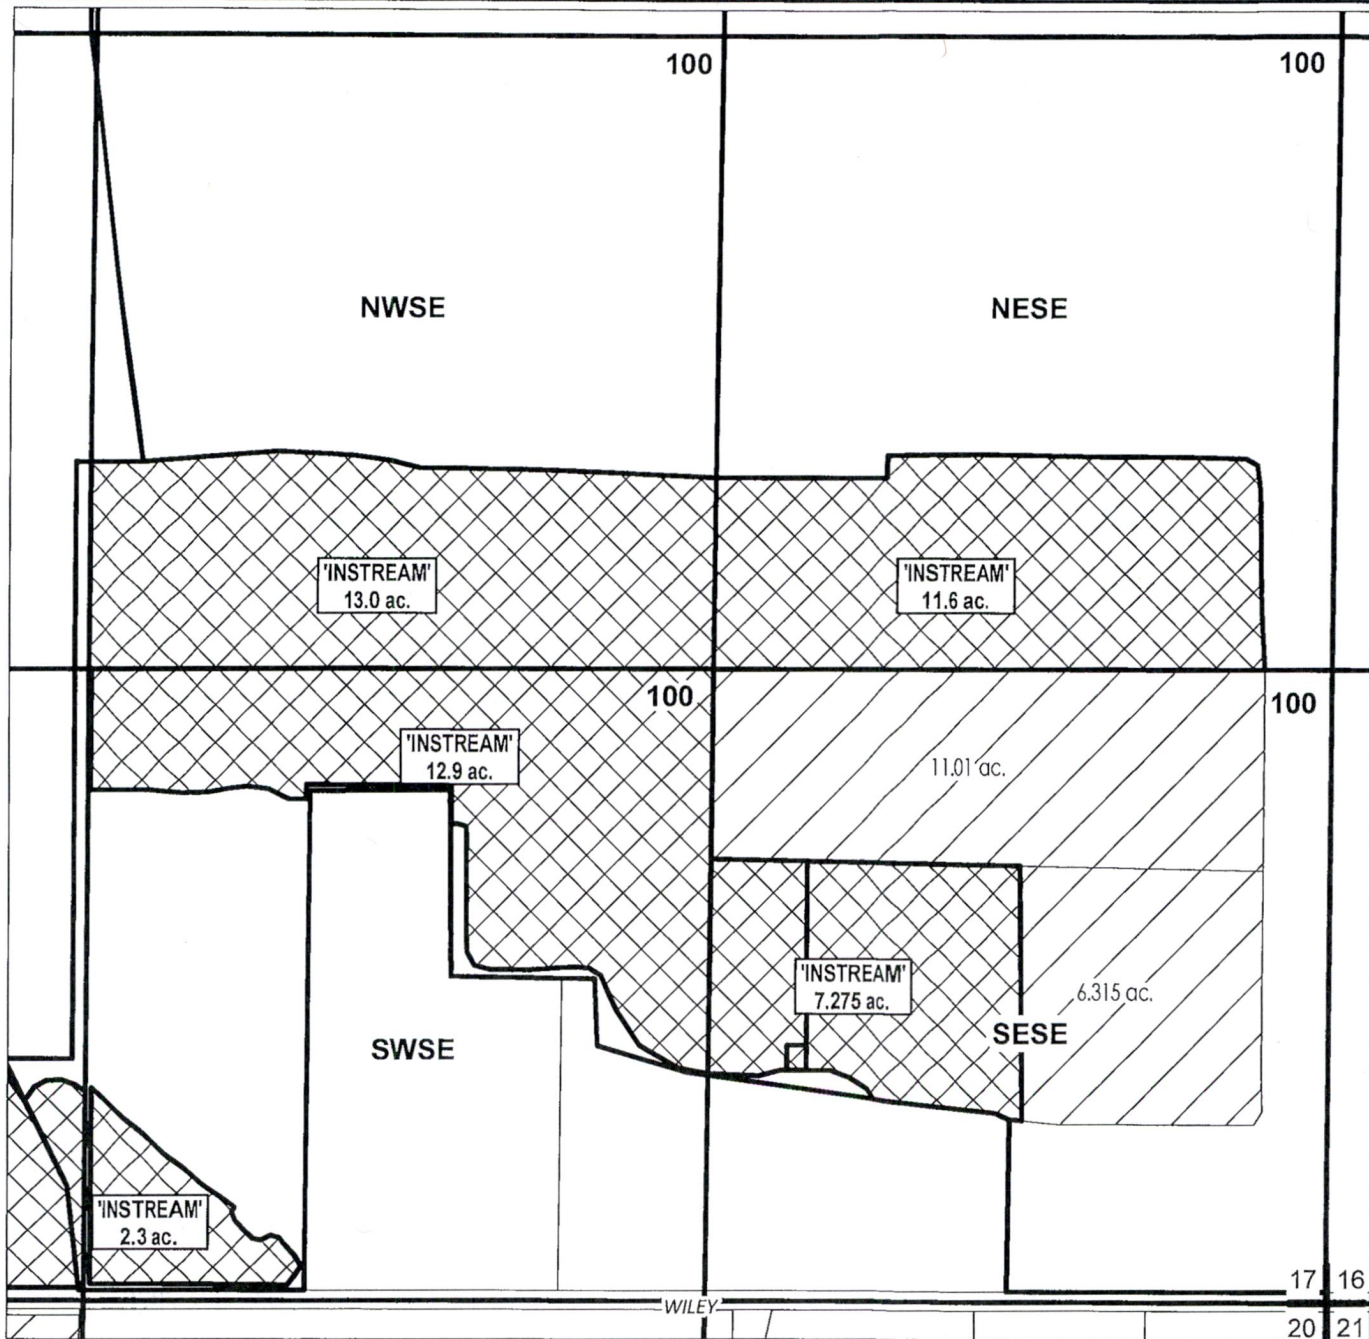 100
100
NWSE
NESE
'INSTREAM'
13.0 ac.
'INSTREAM'
11.6 ac.
100
100
'INSTREAM'
12.9 ac.
11.01 ac.
'INSTREAM'
7.275 ac.
6.315 ac.
SESE
SWSE
'INSTREAM'
2.3 ac.
17 16
WILEY
20 21